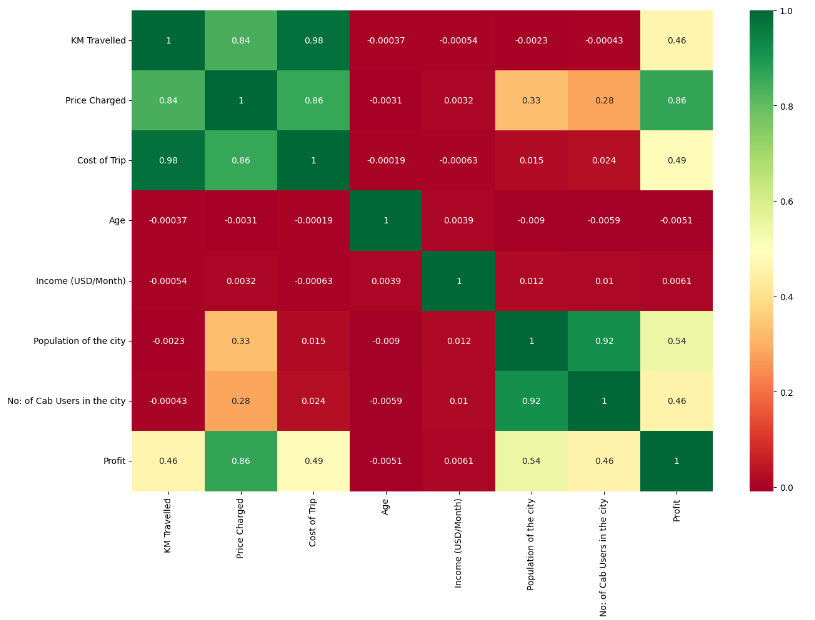 KM Travelled 1 0.84 0.98 -0.00037 -0.00054 -0.0023 -0.00043 0.46
Price Charged 0.84 1 0.86 -0.0031 0.0032 0.33 0.28 0.86
Cost of Trip 0.98 0.86 1 -0.00019 -0.00063 0.015 0.024 0.49
Age -0.00037 -0.0031 -0.00019 1 0.0039 -0.009 -0.0059 -0.0051
Income (USD/Month) -0.00054 0.0032 -0.00063 0.0039 1 0.012 0.01 0.0061
Population of the city -0.0023 0.33 0.015 -0.009 0.012 1 0.92 0.54
No: of Cab Users in the city -0.00043 0.28 0.024 -0.0059 0.01 0.92 1 0.46
Profit 0.46 0.86 0.49 -0.0051 0.0061 0.54 0.46 1
KM Travelled
Price Charged
Cost of Trip
Age
Income (USD/Month)
Population of the city
No: of Cab Users in the city
Profit
1.0
0.8
0.6
0.4
0.2
0.0